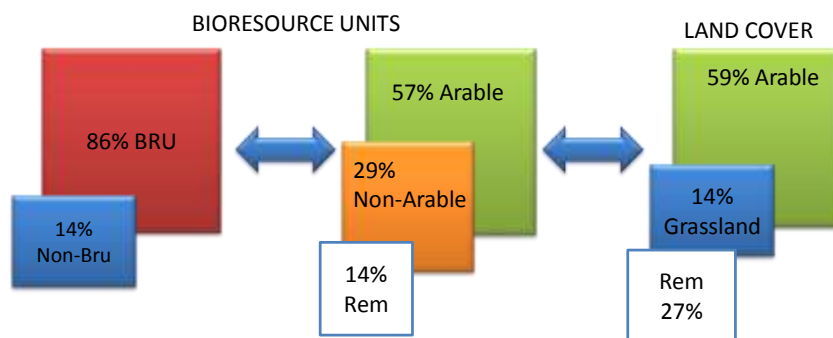 BIORESOURCE UNITS
LAND COVER
86% BRU
14%
Non-Bru
57% Arable
29%
Non-Arable
14%
Rem
59% Arable
14%
Grassland
Rem
27%